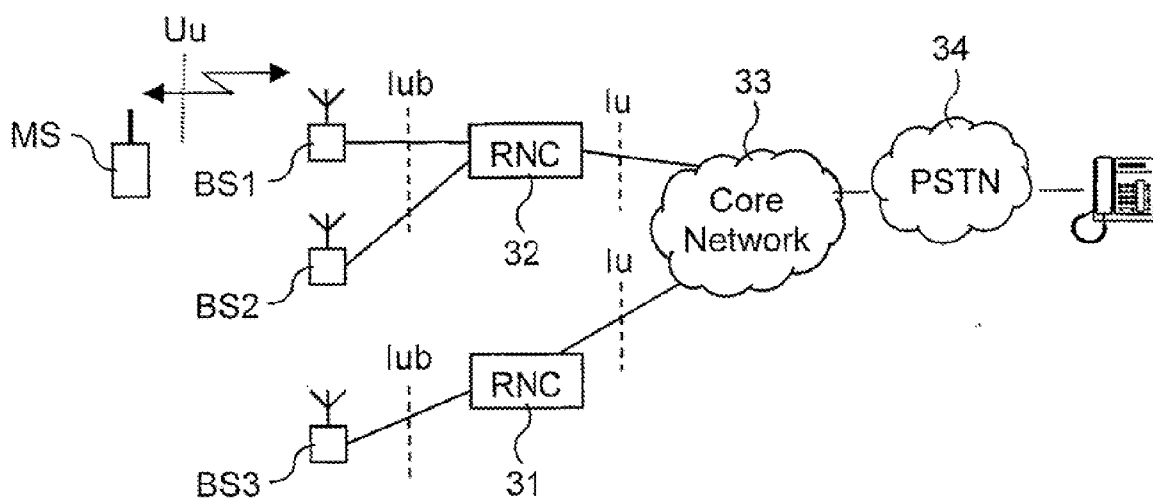 Uu
34
33
Iub
Iu
MS
RNC
PSTN
BS1
Core
Network
32
Iu
BS2
Iub
RNC
BS3
31